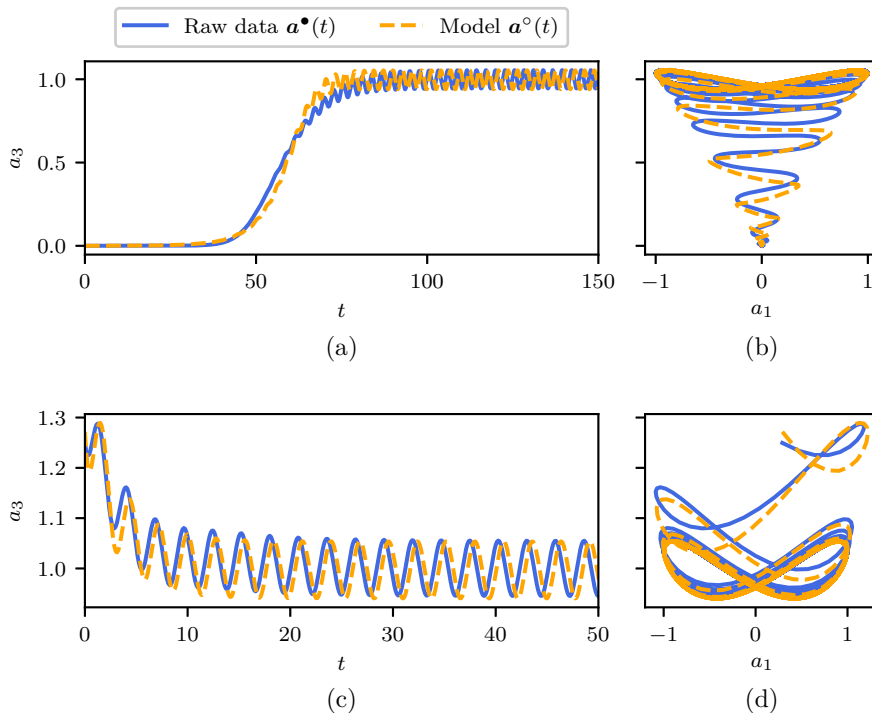 Raw data a•(t) Model a°(t)
1.0
0.5
0.0
a3
0 50 100 150
t
(a)
−1 0 1
a1
(b)
1.3
1.2
1.1
1.0
a3
0 10 20 30 40 50
t
(c)
−1 0 1
a1
(d)